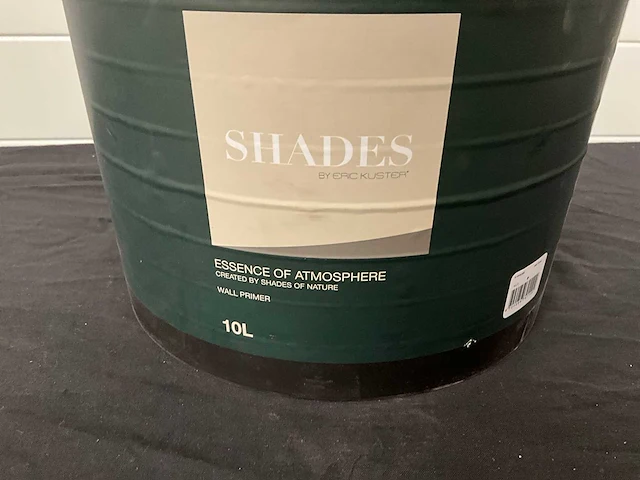 SHADES
BY ERIC KUSTER®
ESSENCE OF ATMOSPHERE
CREATED BY SHADES OF NATURE
WALL PRIMER
10L